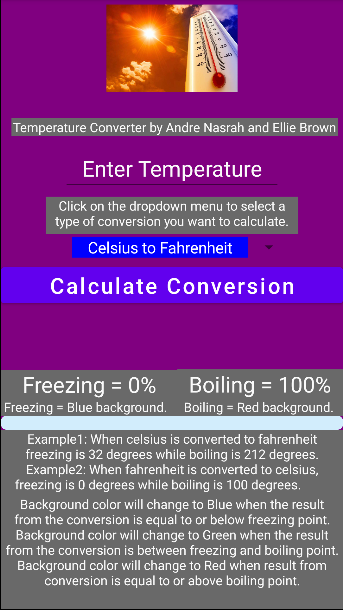 Temperature Converter by Andre Nasrah and Ellie Brown
Enter Temperature
Click on the dropdown menu to select a
type of conversion you want to calculate.
Celsius to Fahrenheit
Calculate Conversion
Freezing = 0%
Boiling = 100%
Freezing = Blue background.
Boiling = Red background.
Example1: When celsius is converted to fahrenheit
freezing is 32 degrees while boiling is 212 degrees.
Example2: When fahrenheit is converted to celsius,
freezing is 0 degrees while boiling is 100 degrees.
Background color will change to Blue when the result
from the conversion is equal to or below freezing point.
Background color will change to Green when the result
from the conversion is between freezing and boiling point.
Background color will change to Red when result from
conversion is equal to or above boiling point.